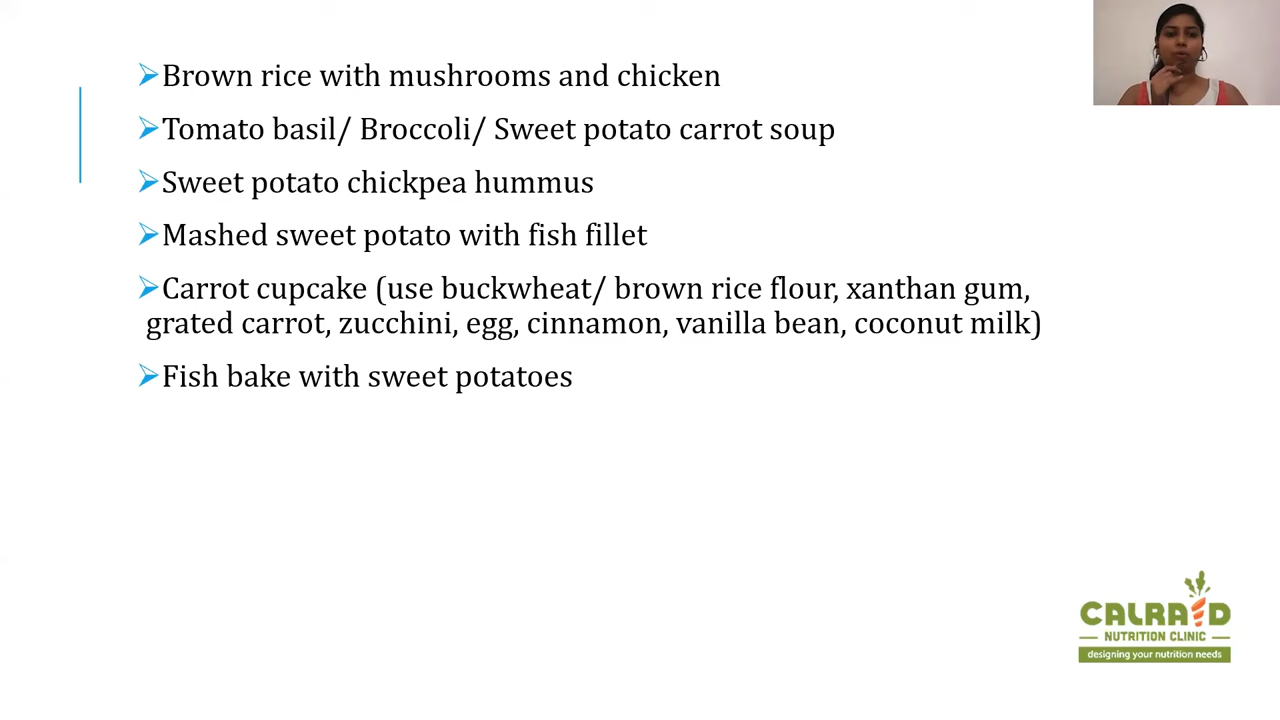 ➢Brown rice with mushrooms and chicken
➢Tomato basil/ Broccoli/ Sweet potato carrot soup
➢Sweet potato chickpea hummus
➢Mashed sweet potato with fish fillet
➢Carrot cupcake (use buckwheat/ brown rice flour, xanthan gum,
grated carrot, zucchini, egg, cinnamon, vanilla bean, coconut milk)
➢Fish bake with sweet potatoes
CALRAID
NUTRITION CLINIC
designing your nutrition needs